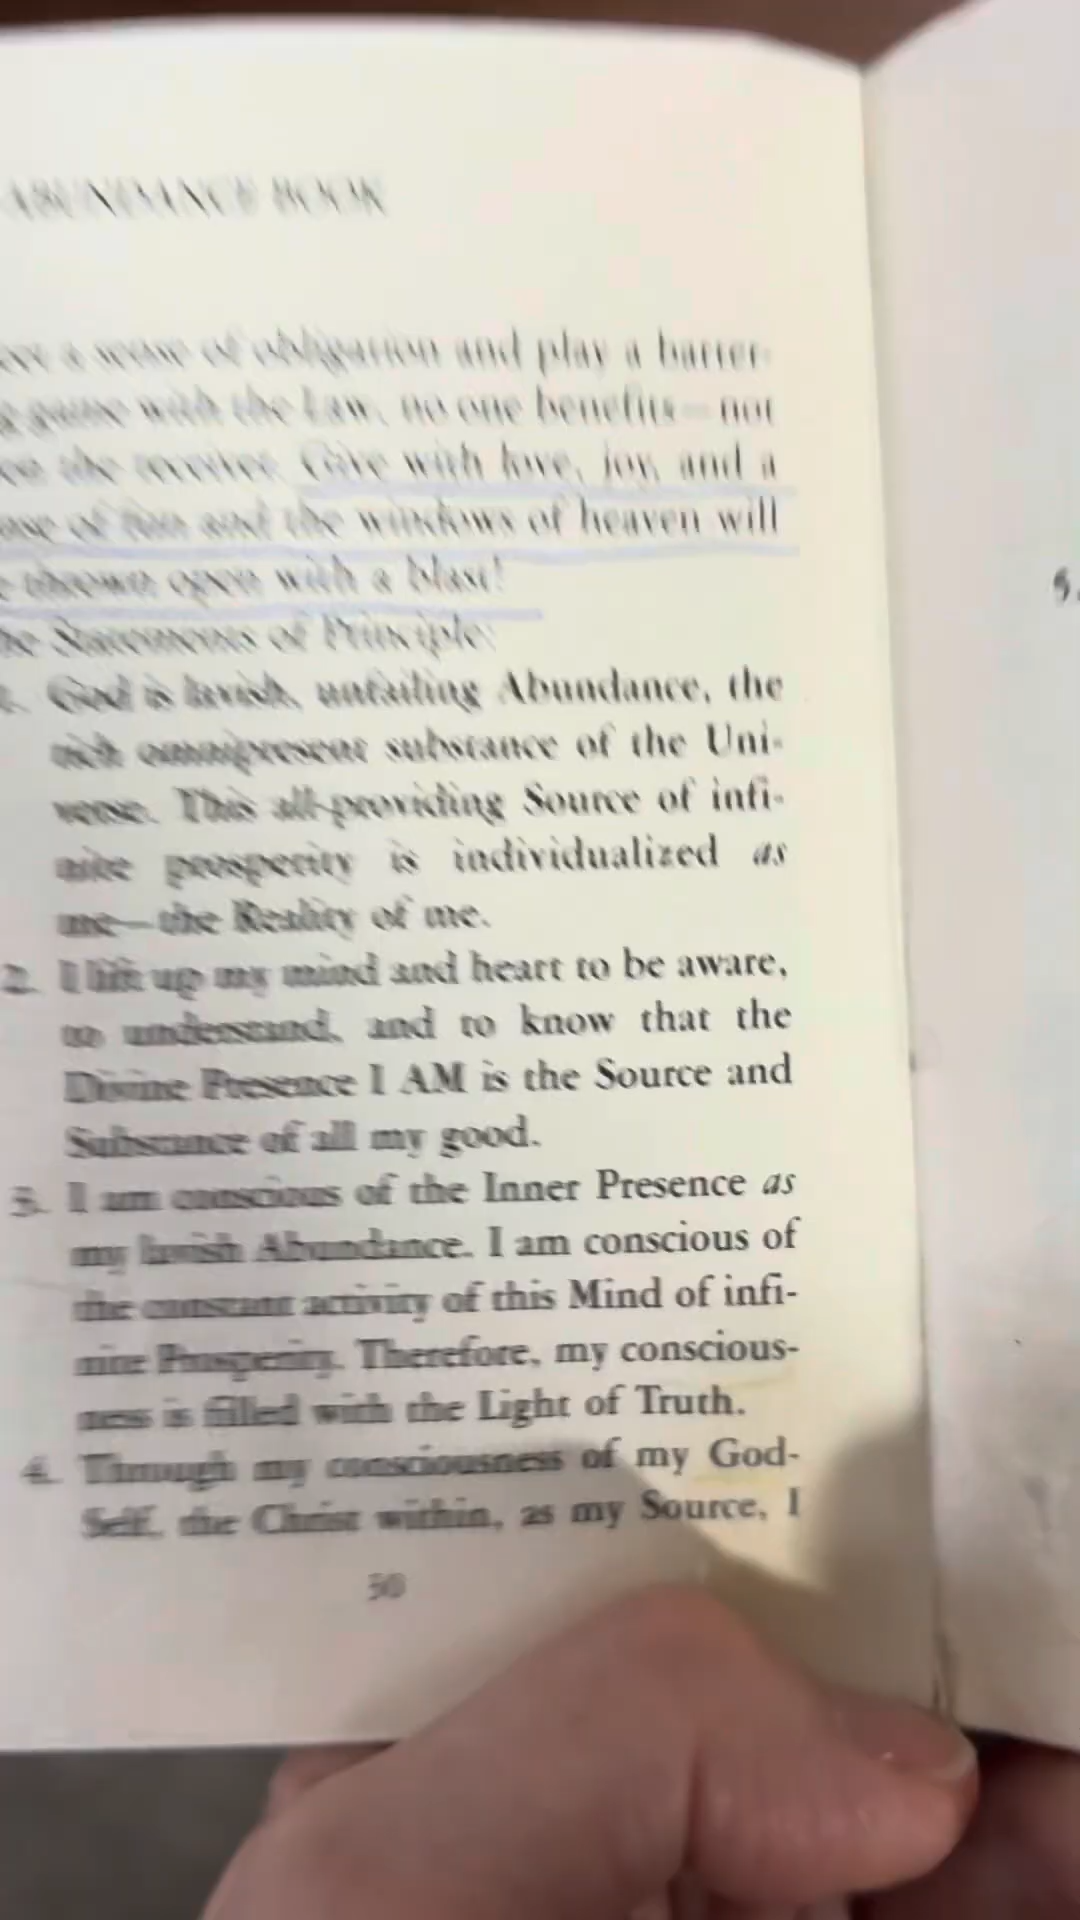 ABUNDANCE BOOK
a sense of obligation and play a barter-
game with the Law, no one benefits—not
the receiver. Give with love, joy, and a
of fun and the windows of heaven will
thrown open with a blast!
the Statements of Principle:
1. God is lavish, unfailing Abundance, the
rich omnipresent substance of the Uni-
verse. This all-providing Source of infi-
nite prosperity is individualized as
me—the Reality of me.
2. I lift up my mind and heart to be aware,
to understand, and to know that the
Divine Presence I AM is the Source and
Substance of all my good.
3. I am conscious of the Inner Presence as
my lavish Abundance. I am conscious of
the constant activity of this Mind of infi-
nite Prosperity. Therefore, my conscious-
ness is filled with the Light of Truth.
4. Through my consciousness of my God-
Self, the Christ within, as my Source, I
30
5.